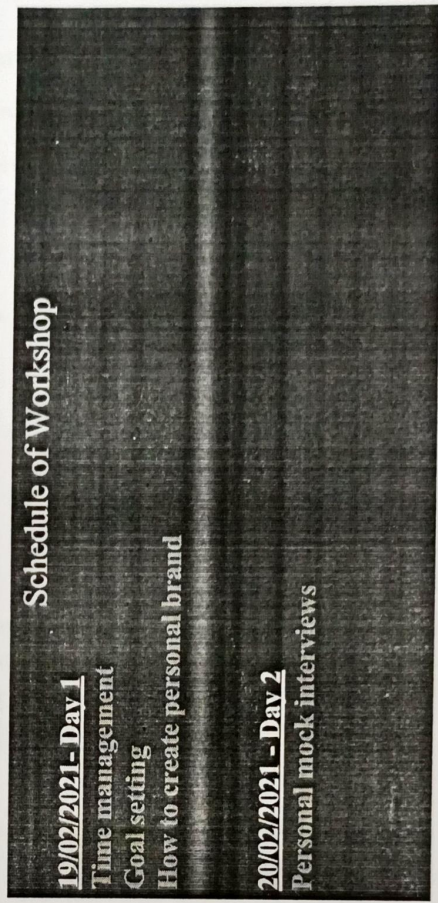 Schedule of Workshop
19/02/2021- Day 1
Time management
Goal setting
How to create personal brand
20/02/2021 - Day 2
Personal mock interviews